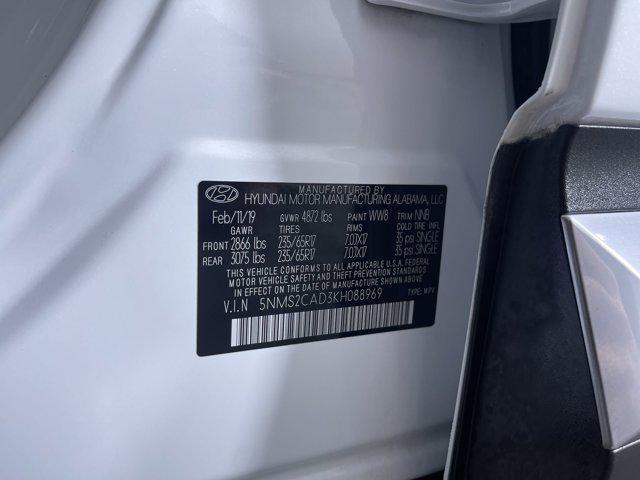 MANUFACTURED BY
HYUNDAI MOTOR MANUFACTURING ALABAMA, LLC
Feb/11/19 GVWR 4872 lbs PAINT WW8 TRIM NNB
GAWR TIRES RIMS COLD TIRE INFL
FRONT 2866 lbs 235/65R17 7.0JX17 35 psi SINGLE
REAR 3075 lbs 235/65R17 7.0JX17 35 psi SINGLE
THIS VEHICLE CONFORMS TO ALL APPLICABLE U.S.A. FEDERAL
MOTOR VEHICLE SAFETY AND THEFT PREVENTION STANDARDS
IN EFFECT ON THE DATE OF MANUFACTURE SHOWN ABOVE.
V.I.N 5NMS2CAD3KH088969 TYPE: MPV